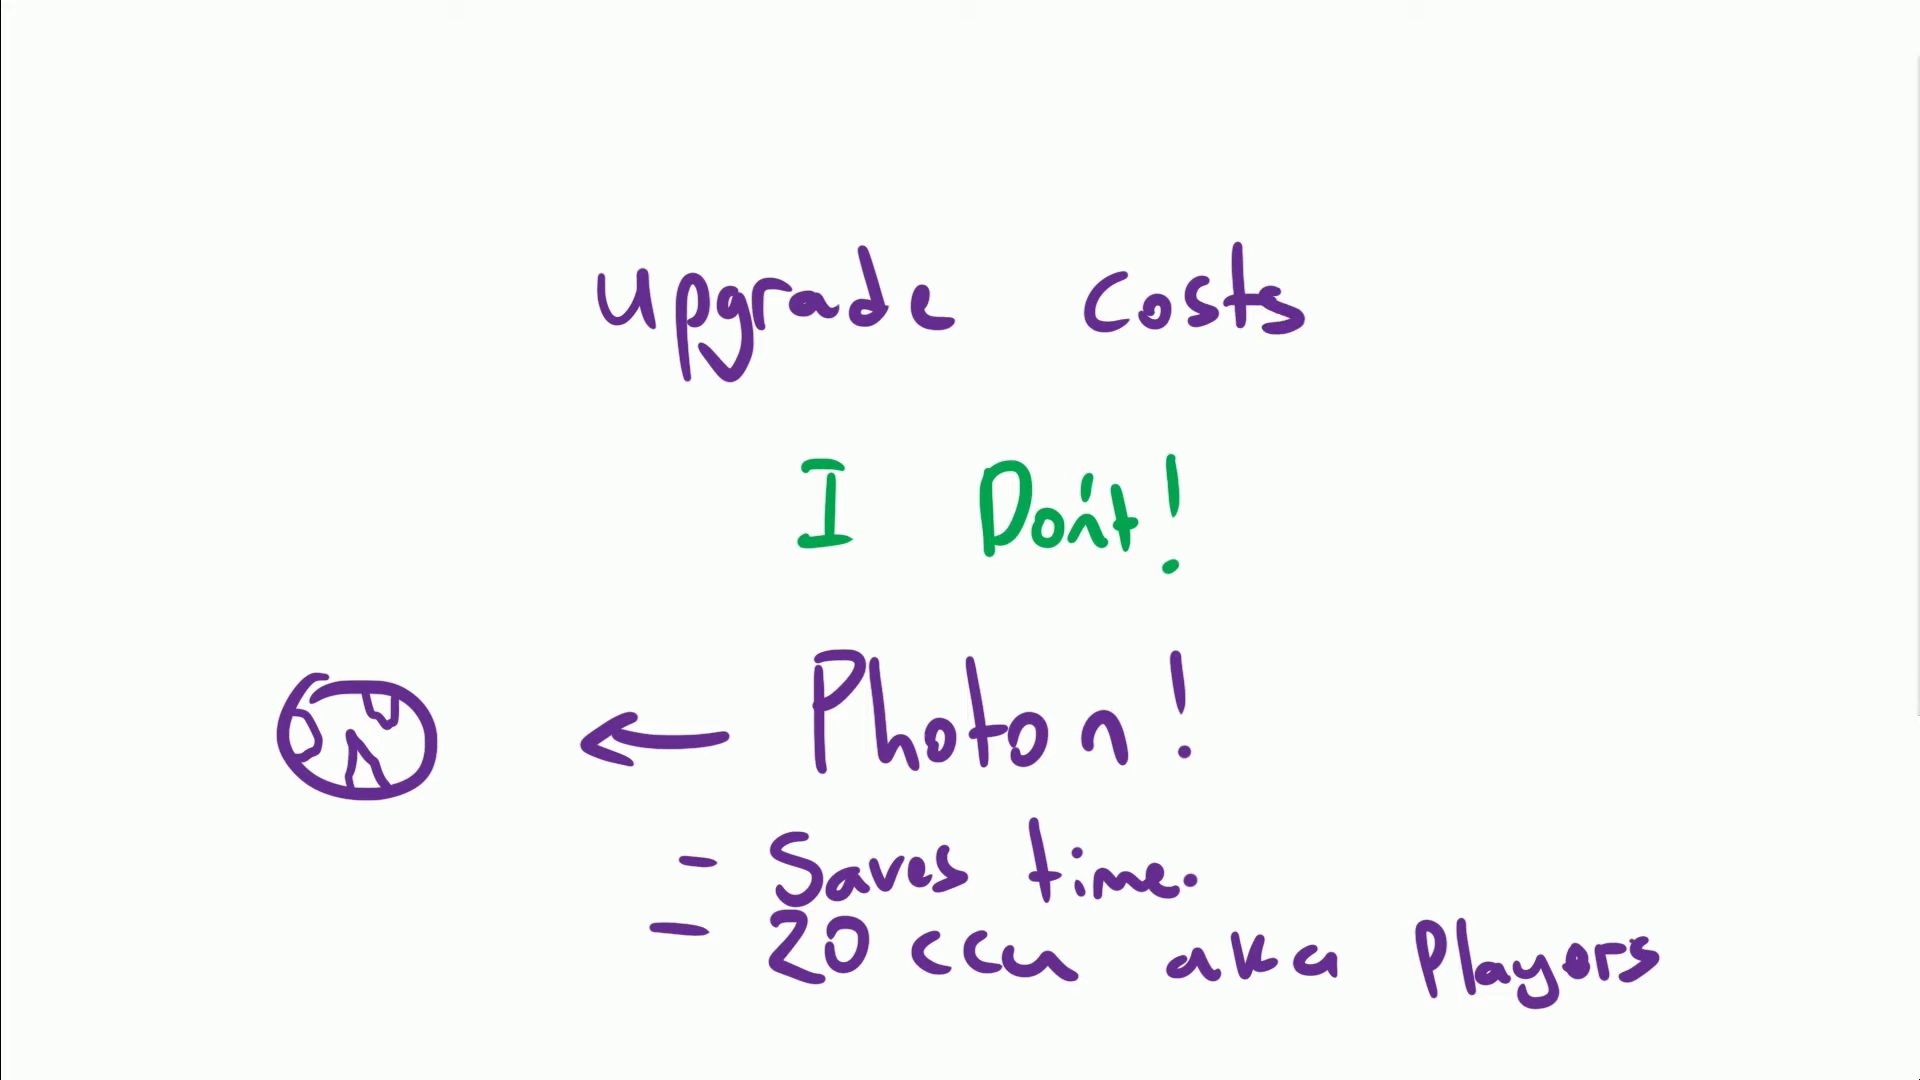 upgrade costs
I Don't!
Photon!
- Saves time.
- 20 ccu aka Players